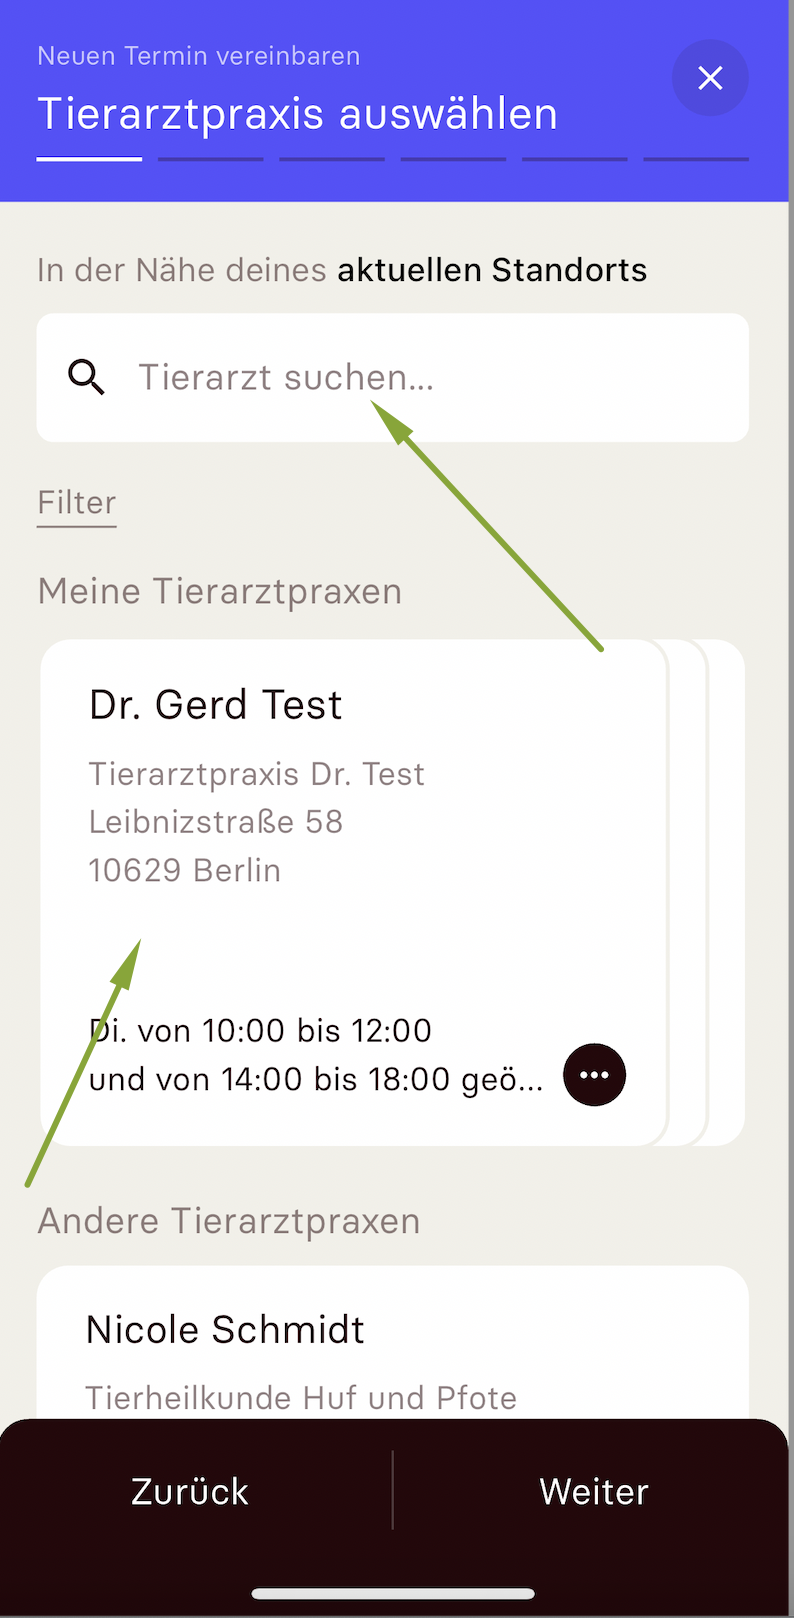 Neuen Termin vereinbaren
Tierarztpraxis auswählen
In der Nähe deines aktuellen Standorts
Tierarzt suchen...
Filter
Meine Tierarztpraxen
Dr. Gerd Test
Tierarztpraxis Dr. Test
Leibnizstraße 58
10629 Berlin
Di. von 10:00 bis 12:00
und von 14:00 bis 18:00 geö...
Andere Tierarztpraxen
Nicole Schmidt
Tierheilkunde Huf und Pfote
Zurück
Weiter